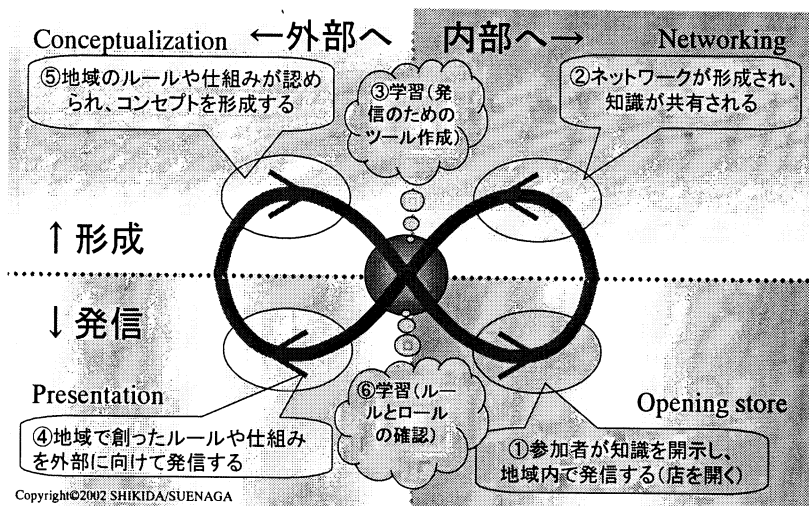 Conceptualization ←外部へ 内部へ→ Networking
⑤地域のルールや仕組みが認め
られ、コンセプトを形成する
③学習(発
信のための
ツール作成)
②ネットワークが形成され、
知識が共有される
↑形成
↓発信
Presentation
④地域で創ったルールや仕組み
を外部に向けて発信する
⑥学習(ルー
ルとロール
の確認)
Opening store
①参加者が知識を開示し、
地域内で発信する(店を開く)
Copyright©2002 SHIKIDA/SUENAGA